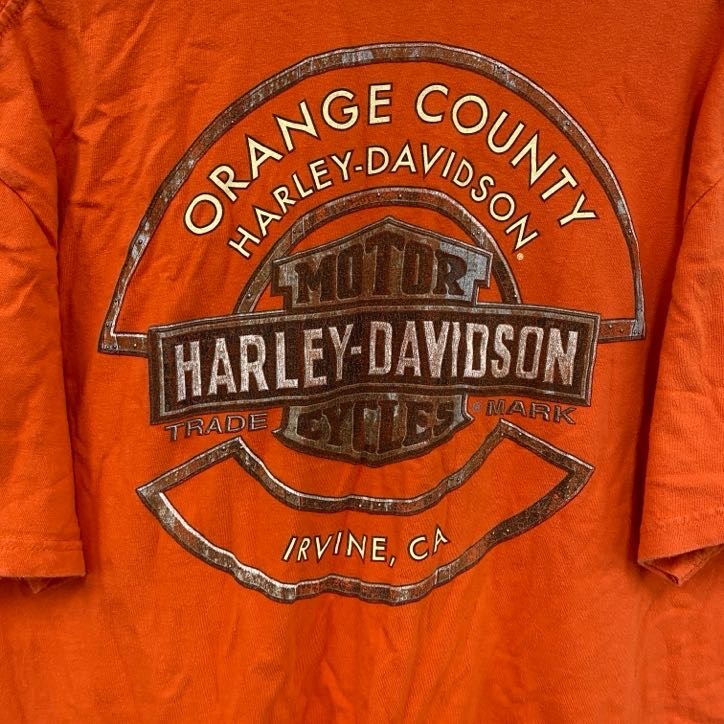 ORANGE COUNTY
HARLEY-DAVIDSON®
MOTOR
HARLEY-DAVIDSON
TRADE MARK
CYCLES ®
IRVINE, CA